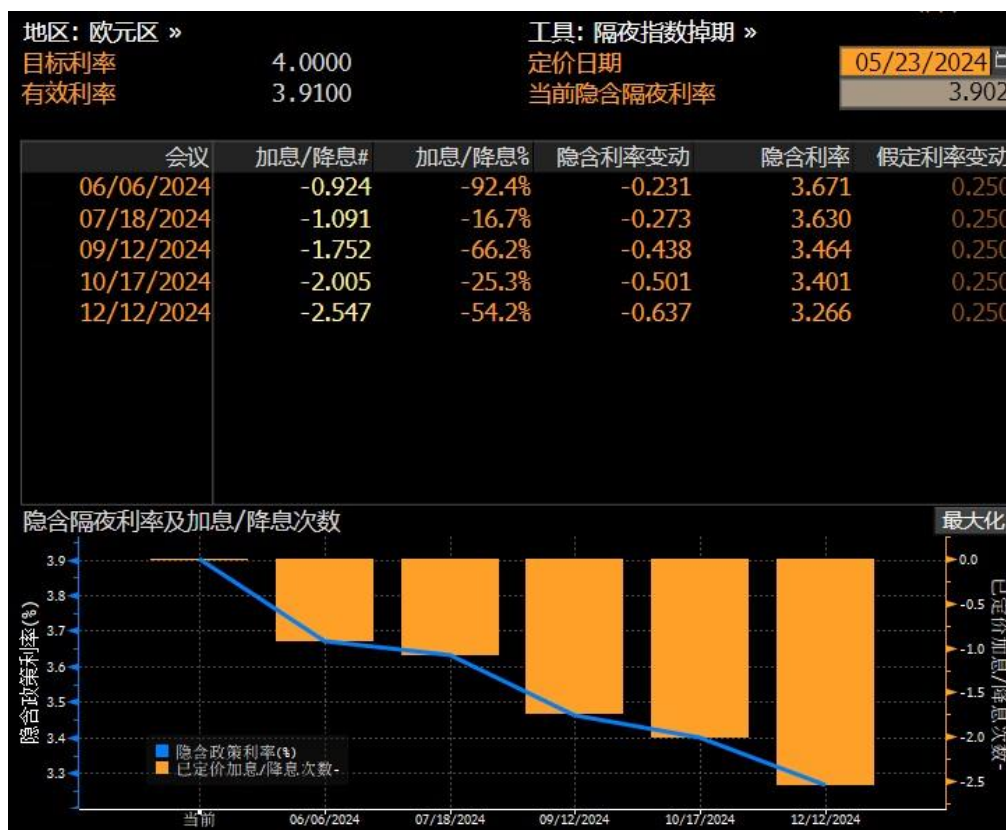 地区: 欧元区 » 工具: 隔夜指数掉期 »
目标利率 4.0000 定价日期 05/23/2024
有效利率 3.9100 当前隐含隔夜利率 3.902
会议 加息/降息# 加息/降息% 隐含利率变动 隐含利率 假定利率变动
06/06/2024 -0.924 -92.4% -0.231 3.671 0.250
07/18/2024 -1.091 -16.7% -0.273 3.630 0.250
09/12/2024 -1.752 -66.2% -0.438 3.464 0.250
10/17/2024 -2.005 -25.3% -0.501 3.401 0.250
12/12/2024 -2.547 -54.2% -0.637 3.266 0.250
隐含隔夜利率及加息/降息次数 最大化
隐含政策利率(%)
3.9
3.8
3.7
3.6
3.5
3.4
3.3
隐含政策利率(%)
已定价加息/降息次数-
0.0
-0.5
-1.0
-1.5
-2.0
-2.5
已定价加息/降息次数-
当前 06/06/2024 07/18/2024 09/12/2024 10/17/2024 12/12/2024